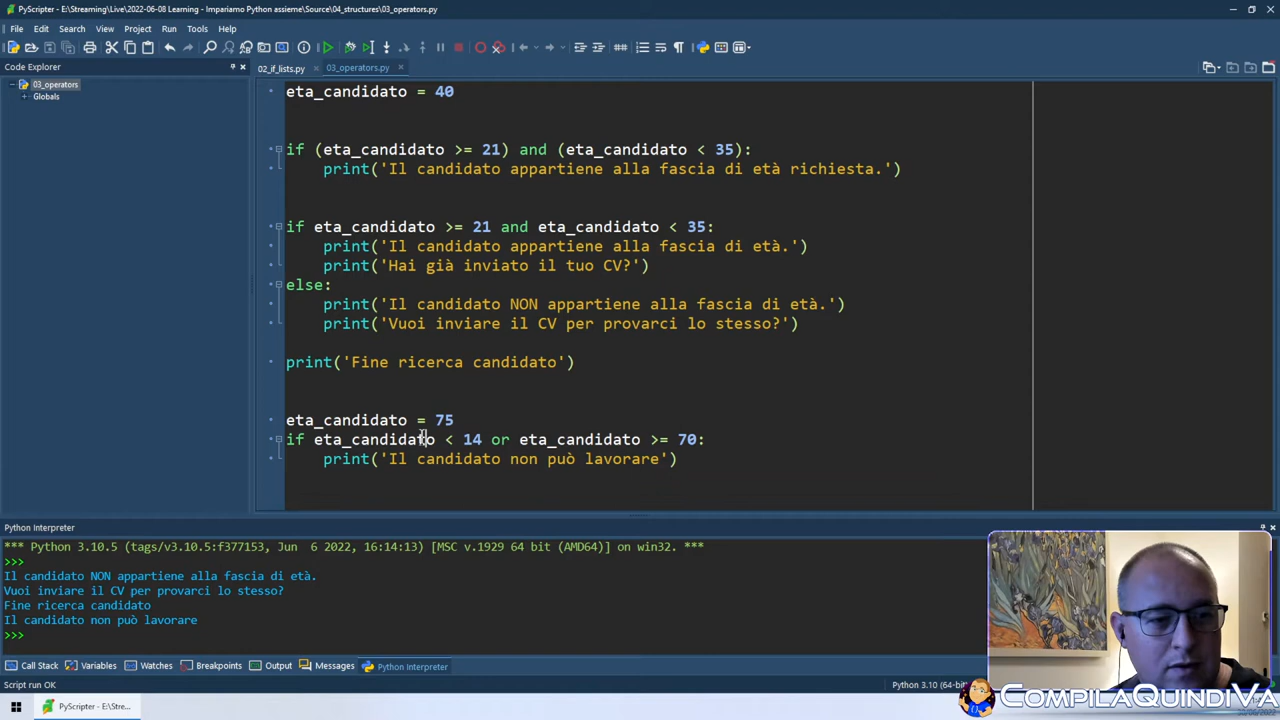 PyScripter - E:\Streaming\Live\2022-06-08 Learning - Impariamo Python assieme\Source\04_structures\03_operators.py
File Edit Search View Project Run Tools Help
Code Explorer
03_operators
Globals
02_if_lists.py
03_operators.py
eta_candidato = 40
if (eta_candidato >= 21) and (eta_candidato < 35):
print('Il candidato appartiene alla fascia di età richiesta.')
if eta_candidato >= 21 and eta_candidato < 35:
print('Il candidato appartiene alla fascia di età.')
print('Hai già inviato il tuo CV?')
else:
print('Il candidato NON appartiene alla fascia di età.')
print('Vuoi inviare il CV per provarci lo stesso?')
print('Fine ricerca candidato')
eta_candidato = 75
if eta_candidato < 14 or eta_candidato >= 70:
print('Il candidato non può lavorare')
Python Interpreter
*** Python 3.10.5 (tags/v3.10.5:f377153, Jun 6 2022, 16:14:13) [MSC v.1929 64 bit (AMD64)] on win32. ***
>>>
Il candidato NON appartiene alla fascia di età.
Vuoi inviare il CV per provarci lo stesso?
Fine ricerca candidato
Il candidato non può lavorare
>>>
Call Stack Variables Watches Breakpoints Output Messages Python Interpreter
Script run OK
Python 3.10 (64-bit)
PyScripter - E:\Stre...
CompilaQuindiVa